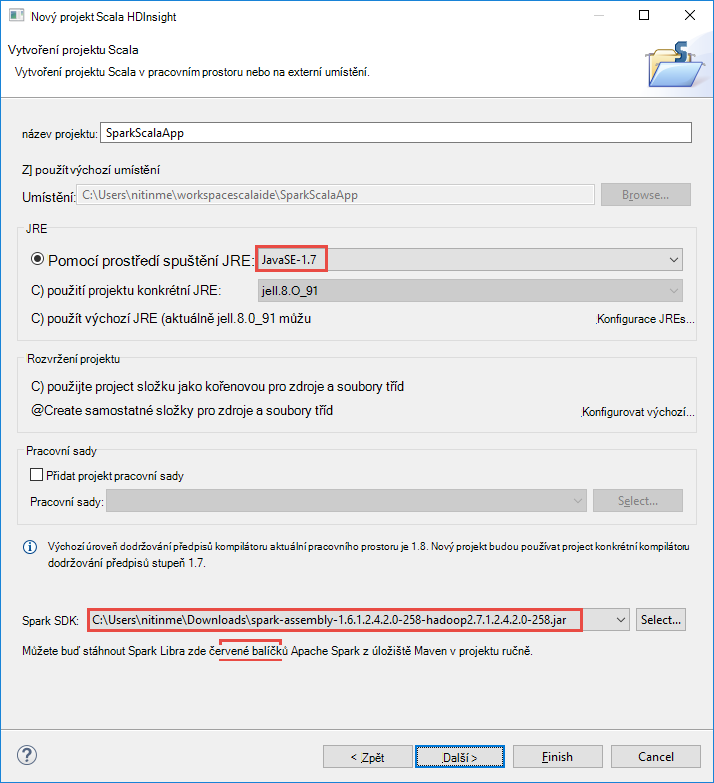 Nový projekt Scala HDInsight
Vytvoření projektu Scala
Vytvoření projektu Scala v pracovním prostoru nebo na externí umístění.
název projektu: SparkScalaApp
Z] použít výchozí umístění
Umístění: C:\Users\nitinme\workspacescalaide\SparkScalaApp Browse...
JRE
Pomocí prostředí spuštění JRE: JavaSE-1.7
C) použití projektu konkrétní JRE: jell.8.O_91
C) použít výchozí JRE (aktuálně jell.8.0_91 můžu Konfigurace JREs...
Rozvržení projektu
C) použijte project složku jako kořenovou pro zdroje a soubory tříd
@Create samostatné složky pro zdroje a soubory tříd Konfigurovat výchozí...
Pracovní sady
Přidat projekt pracovní sady
Pracovní sady: Select...
Výchozí úroveň dodržování předpisů kompilátoru aktuální pracovního prostoru je 1.8. Nový projekt budou používat project konkrétní kompilátoru
dodržování předpisů stupeň 1.7.
Spark SDK: C:\Users\nitinme\Downloads\spark-assembly-1.6.1.2.4.2.0-258-hadoop2.7.1.2.4.2.0-258.jar Select...
Můžete buď stáhnout Spark Libra zde červené balíčků Apache Spark z úložiště Maven v projektu ručně.
? < Zpět Další > Finish Cancel